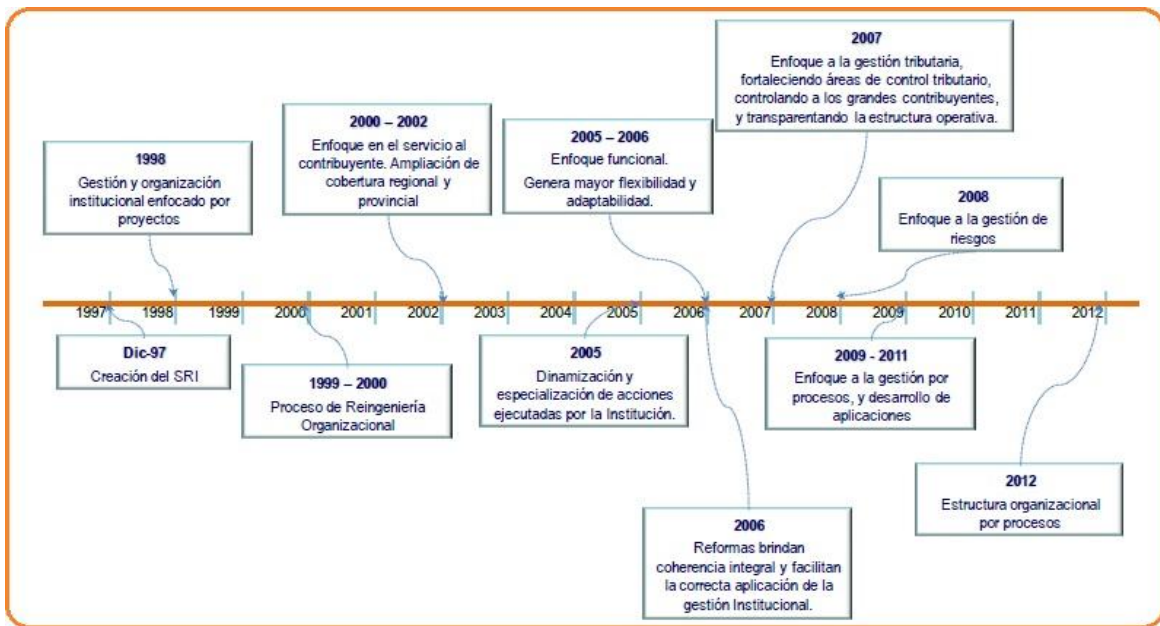 2007
Enfoque a la gestión tributaria,
fortaleciendo áreas de control tributario,
controlando a los grandes contribuyentes,
y transparentando la estructura operativa.
2000 – 2002
Enfoque en el servicio al
contribuyente. Ampliación de
cobertura regional y
provincial
2005 – 2006
Enfoque funcional.
Genera mayor flexibilidad y
adaptabilidad.
1998
Gestión y organización
institucional enfocado por
proyectos
2008
Enfoque a la gestión de
riesgos
1997 1998 1999 2000 2001 2002 2003 2004 2005 2006 2007 2008 2009 2010 2011 2012
Dic-97
Creación del SRI
1999 – 2000
Proceso de Reingeniería
Organizacional
2005
Dinamización y
especialización de acciones
ejecutadas por la Institución.
2009 - 2011
Enfoque a la gestión por
procesos, y desarrollo de
aplicaciones
2012
Estructura organizacional
por procesos
2006
Reformas brindan
coherencia integral y facilitan
la correcta aplicación de la
gestión Institucional.